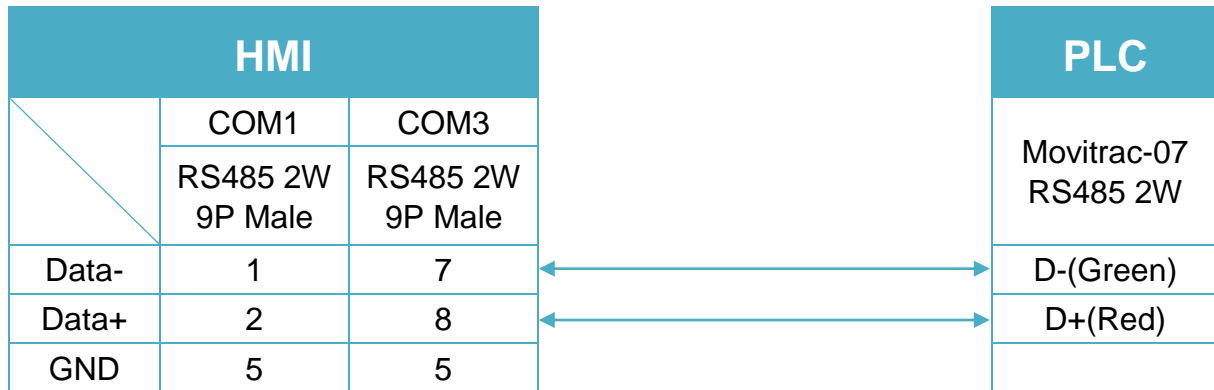 HMI
PLC
COM1 COM3
RS485 2W RS485 2W
9P Male 9P Male
Movitrac-07
RS485 2W
Data- 1 7 D-(Green)
Data+ 2 8 D+(Red)
GND 5 5